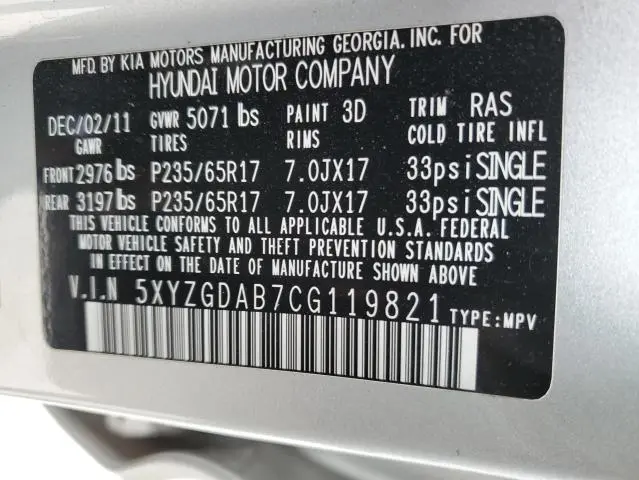 MFD. BY KIA MOTORS MANUFACTURING GEORGIA. INC. FOR
HYUNDAI MOTOR COMPANY
DEC/02/11 GVWR 5071 lbs PAINT 3D TRIM RAS
GAWR TIRES RIMS COLD TIRE INFL
FRONT 2976 lbs P235/65R17 7.0JX17 33psi SINGLE
REAR 3197 lbs P235/65R17 7.0JX17 33psi SINGLE
THIS VEHICLE CONFORMS TO ALL APPLICABLE U.S.A. FEDERAL
MOTOR VEHICLE SAFETY AND THEFT PREVENTION STANDARDS
IN EFFECT ON THE DATE OF MANUFACTURE SHOWN ABOVE
V.I.N 5XYZGDAB7CG119821 TYPE:MPV